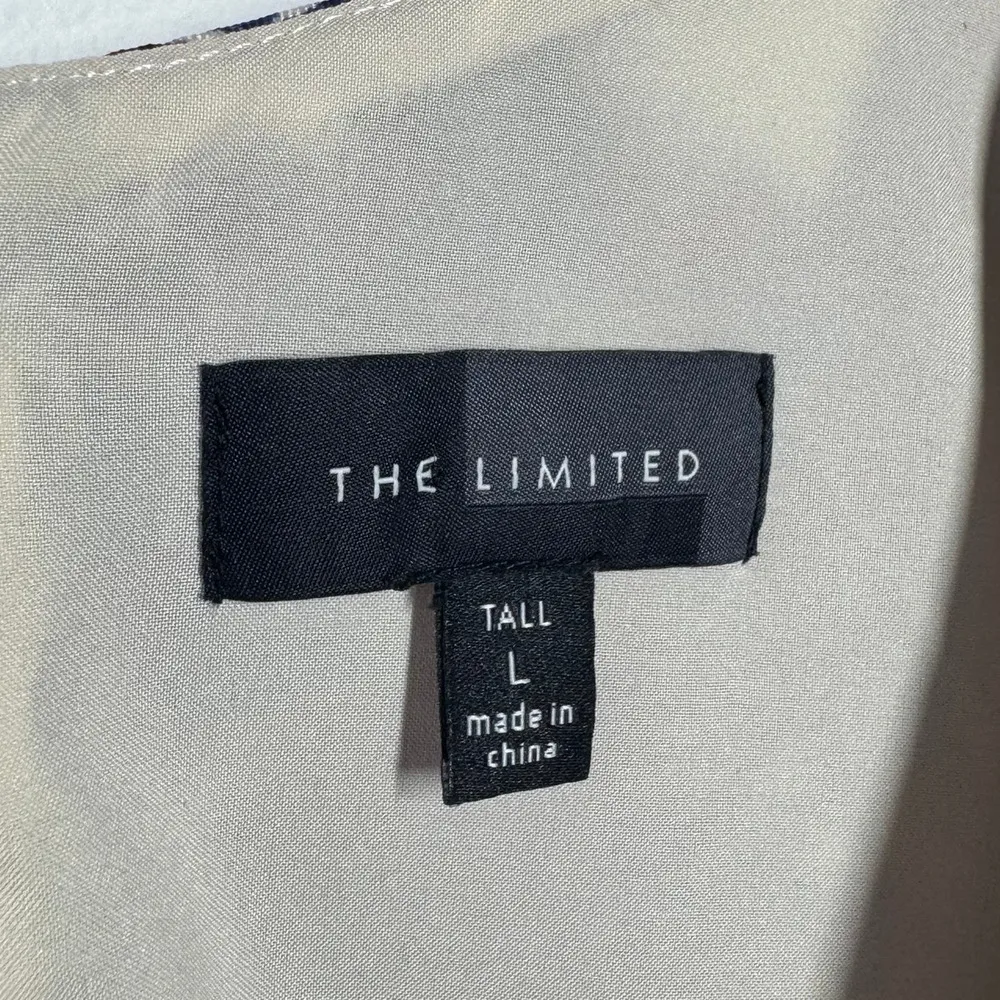 THE LIMITED
TALL
L
made in
china